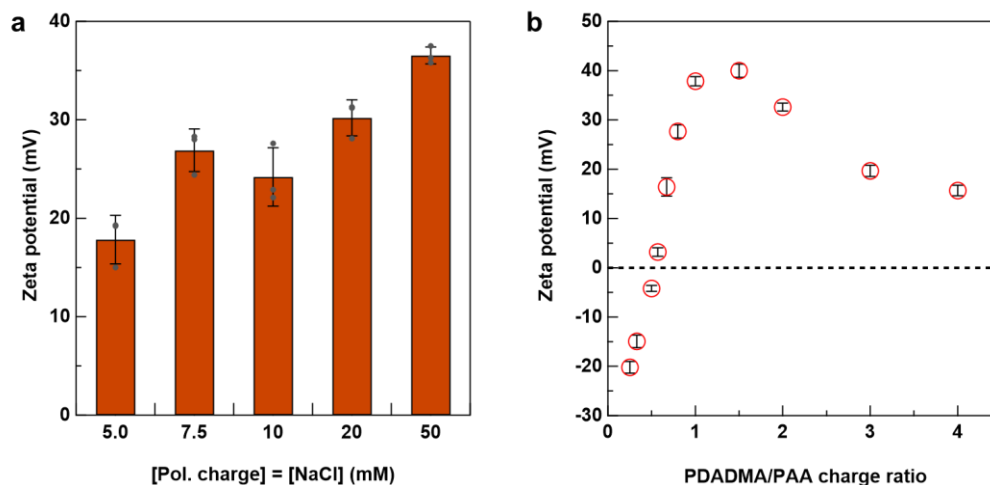 a
40
30
20
10
0
Zeta potential (mV)
5.0 7.5 10 20 50
[Pol. charge] = [NaCl] (mM)
b
50
40
30
20
10
0
-10
-20
-30
Zeta potential (mV)
0 1 2 3 4
PDADMA/PAA charge ratio